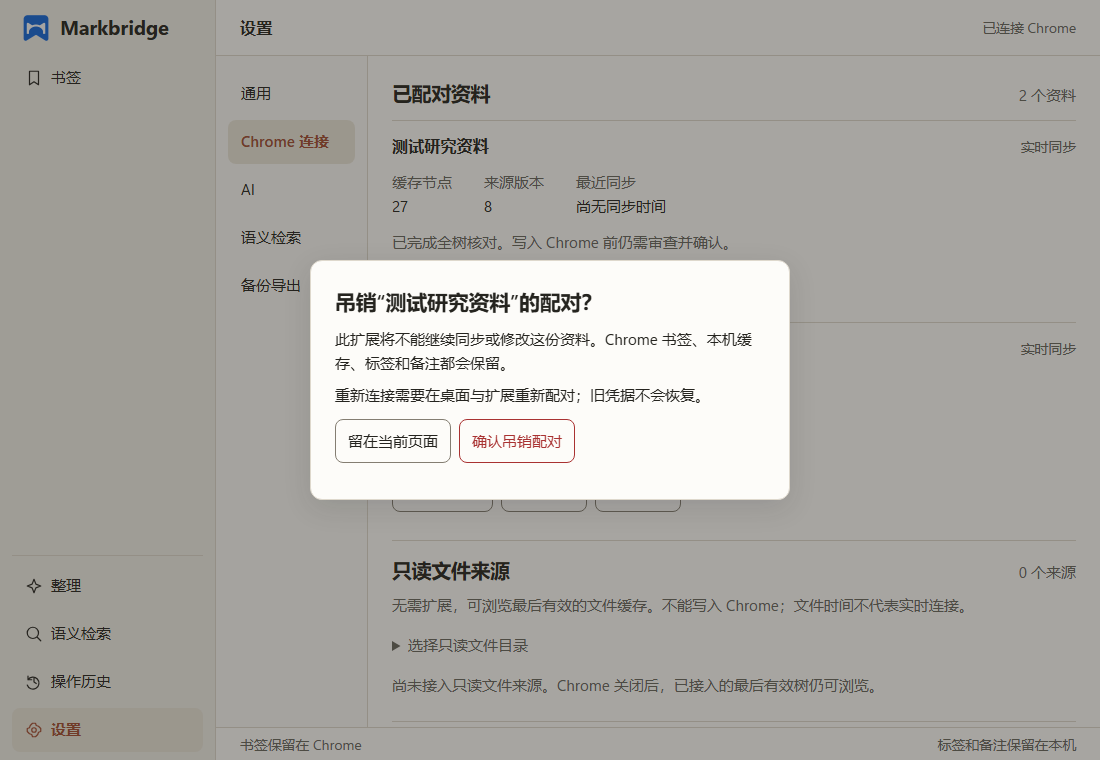 Markbridge
书签
整理
语义检索
操作历史
设置
设置
已连接 Chrome
通用
Chrome 连接
AI
语义检索
备份导出
已配对资料
2 个资料
测试研究资料
实时同步
缓存节点 来源版本 最近同步
27 8 尚无同步时间
已完成全树核对。写入 Chrome 前仍需审查并确认。
实时同步
吊销“测试研究资料”的配对？
此扩展将不能继续同步或修改这份资料。Chrome 书签、本机缓
存、标签和备注都会保留。
重新连接需要在桌面与扩展重新配对；旧凭据不会恢复。
留在当前页面
确认吊销配对
只读文件来源
0 个来源
无需扩展，可浏览最后有效的文件缓存。不能写入 Chrome；文件时间不代表实时连接。
选择只读文件目录
尚未接入只读文件来源。Chrome 关闭后，已接入的最后有效树仍可浏览。
书签保留在 Chrome
标签和备注保留在本机